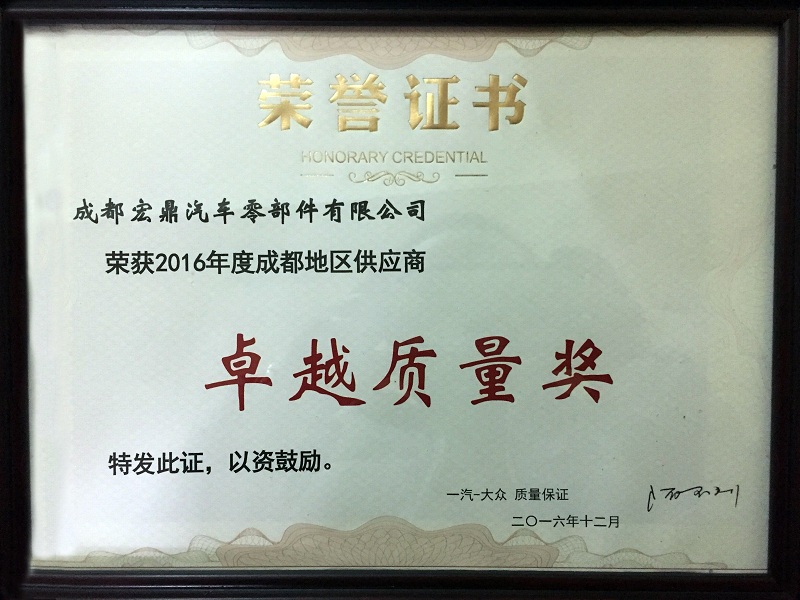 荣誉证书
HONORARY CREDENTIAL
成都宏鼎汽车零部件有限公司
荣获2016年度成都地区供应商
卓越质量奖
特发此证，以资鼓励。
一汽-大众 质量保证
二〇一六年十二月